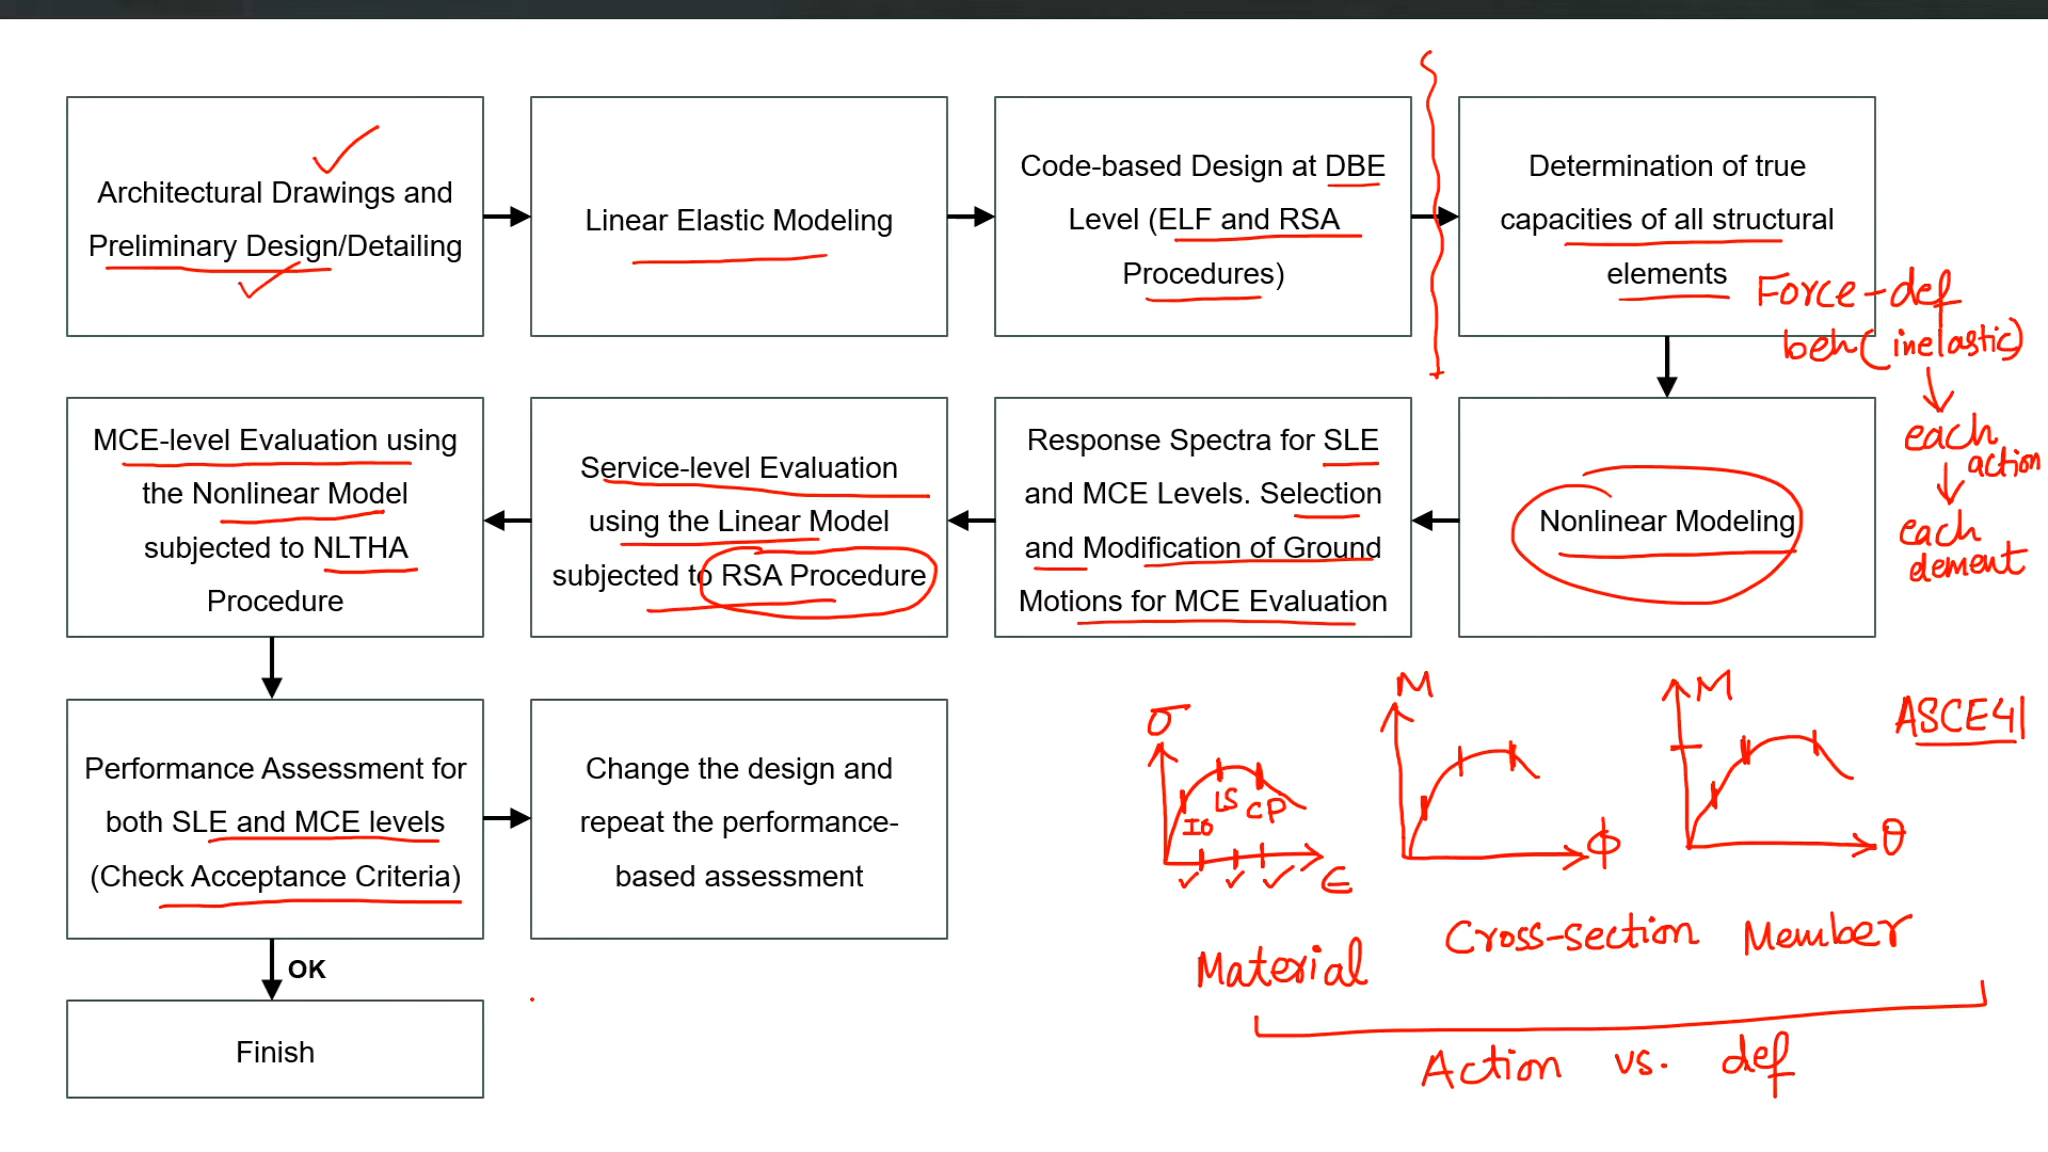 Architectural Drawings and
Preliminary Design/Detailing
Linear Elastic Modeling
Code-based Design at DBE
Level (ELF and RSA
Procedures)
Determination of true
capacities of all structural
elements
Force-def
beh (inelastic)
each
action
each
element
Nonlinear Modeling
Response Spectra for SLE
and MCE Levels. Selection
and Modification of Ground
Motions for MCE Evaluation
Service-level Evaluation
using the Linear Model
subjected to RSA Procedure
MCE-level Evaluation using
the Nonlinear Model
subjected to NLTHA
Procedure
Performance Assessment for
both SLE and MCE levels
(Check Acceptance Criteria)
Change the design and
repeat the performance-
based assessment
OK
Finish
σ
IO
LS
CP
ε
Material
M
ϕ
Cross-section
M
θ
Member
ASCE41
Action vs. def